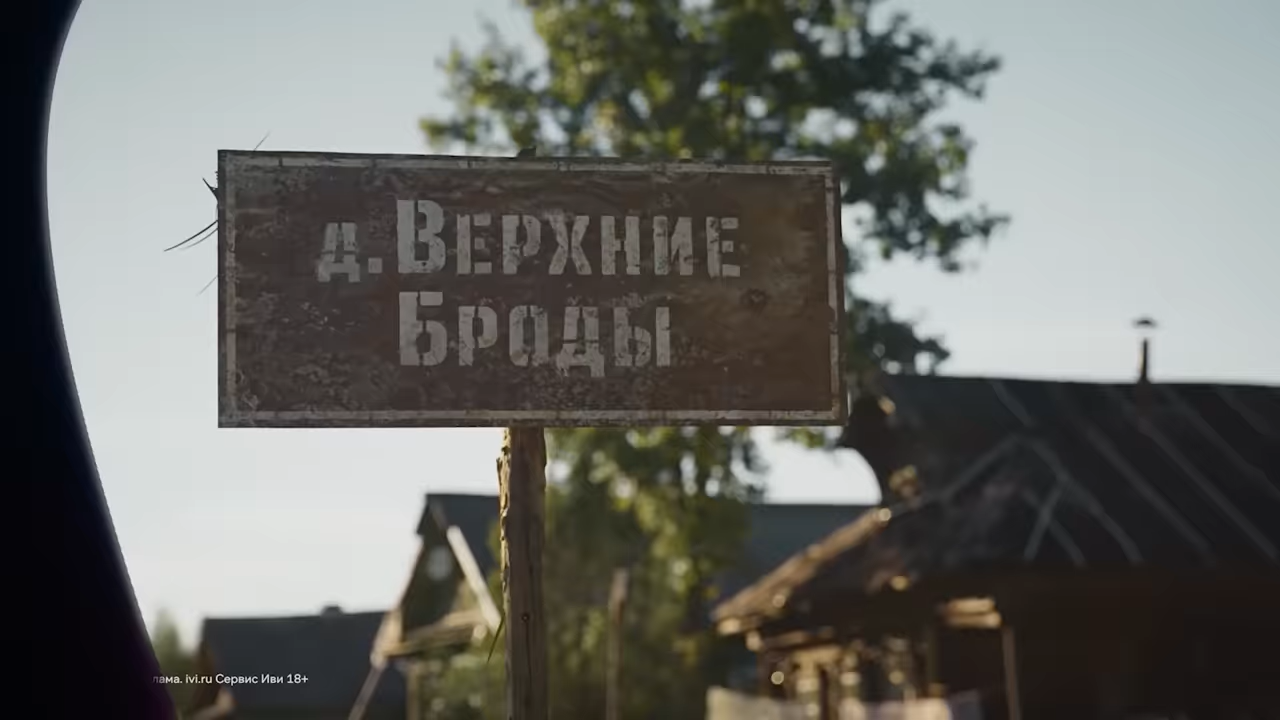 д. Верхние
Броды
лама. ivi.ru Сервис Иви 18+